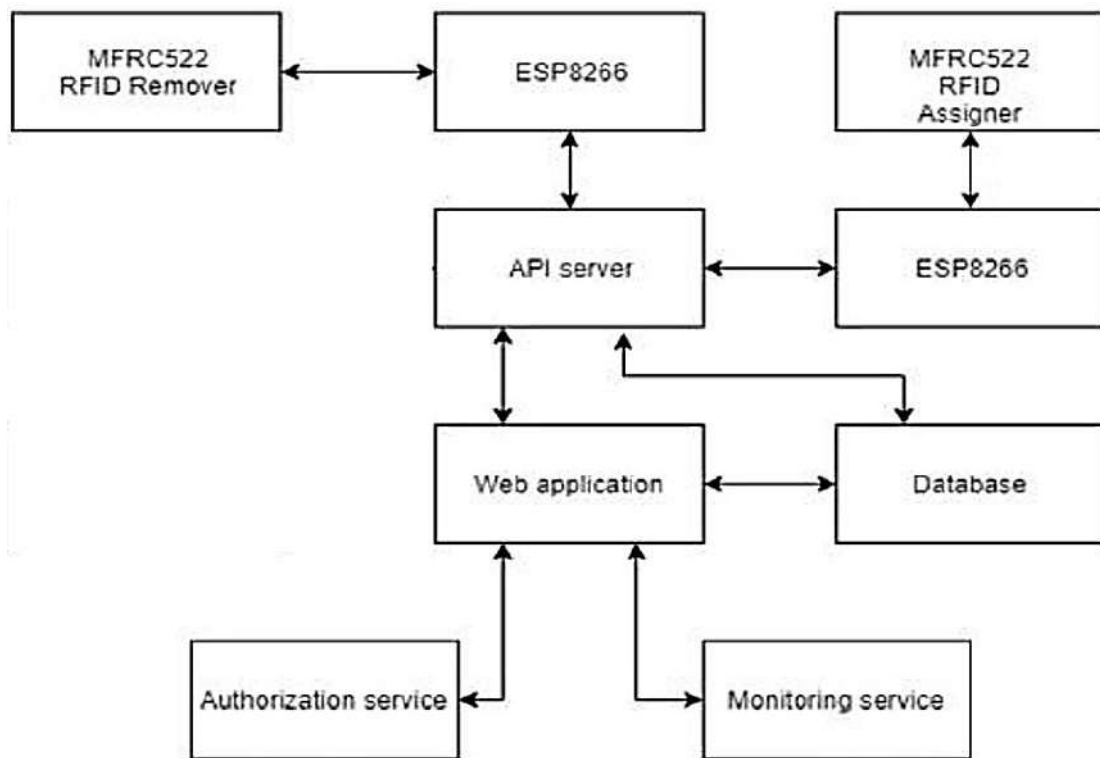 MFRC522
RFID Remover
ESP8266
MFRC522
RFID
Assigner
API server
ESP8266
Web application
Database
Authorization service
Monitoring service